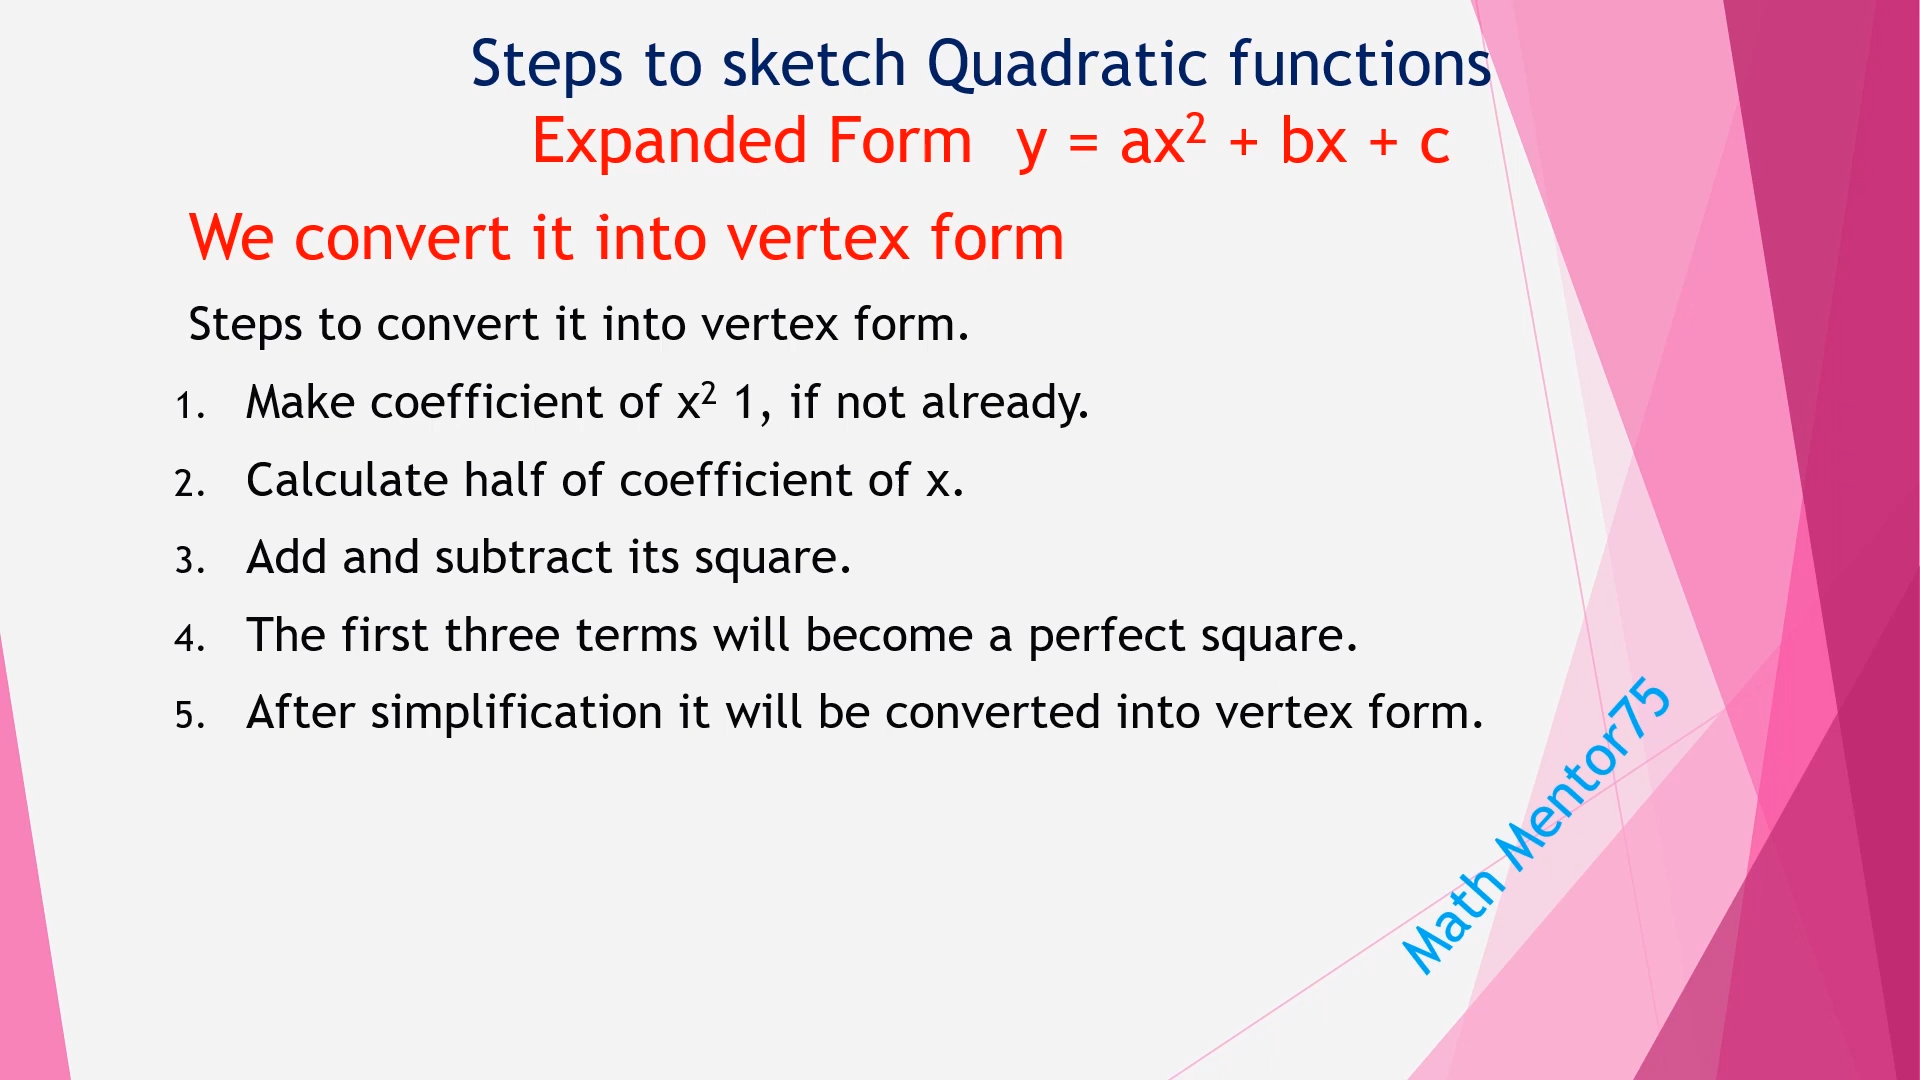 Steps to sketch Quadratic functions
Expanded Form y = ax² + bx + c
We convert it into vertex form
Steps to convert it into vertex form.
1. Make coefficient of x² 1, if not already.
2. Calculate half of coefficient of x.
3. Add and subtract its square.
4. The first three terms will become a perfect square.
5. After simplification it will be converted into vertex form.
Math Mentor75